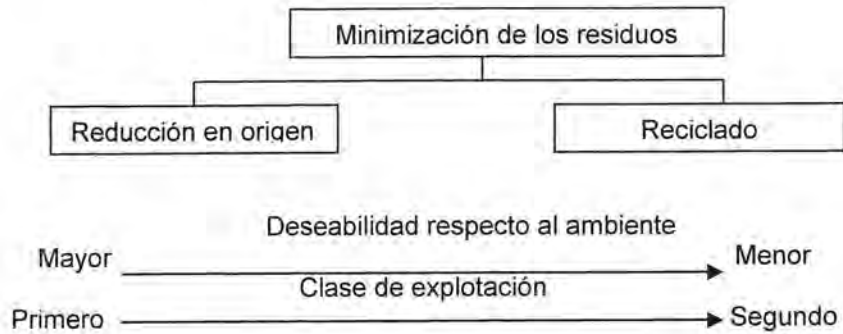 Minimización de los residuos
Reducción en origen
Reciclado
Deseabilidad respecto al ambiente
Mayor
Menor
Clase de explotación
Primero
Segundo